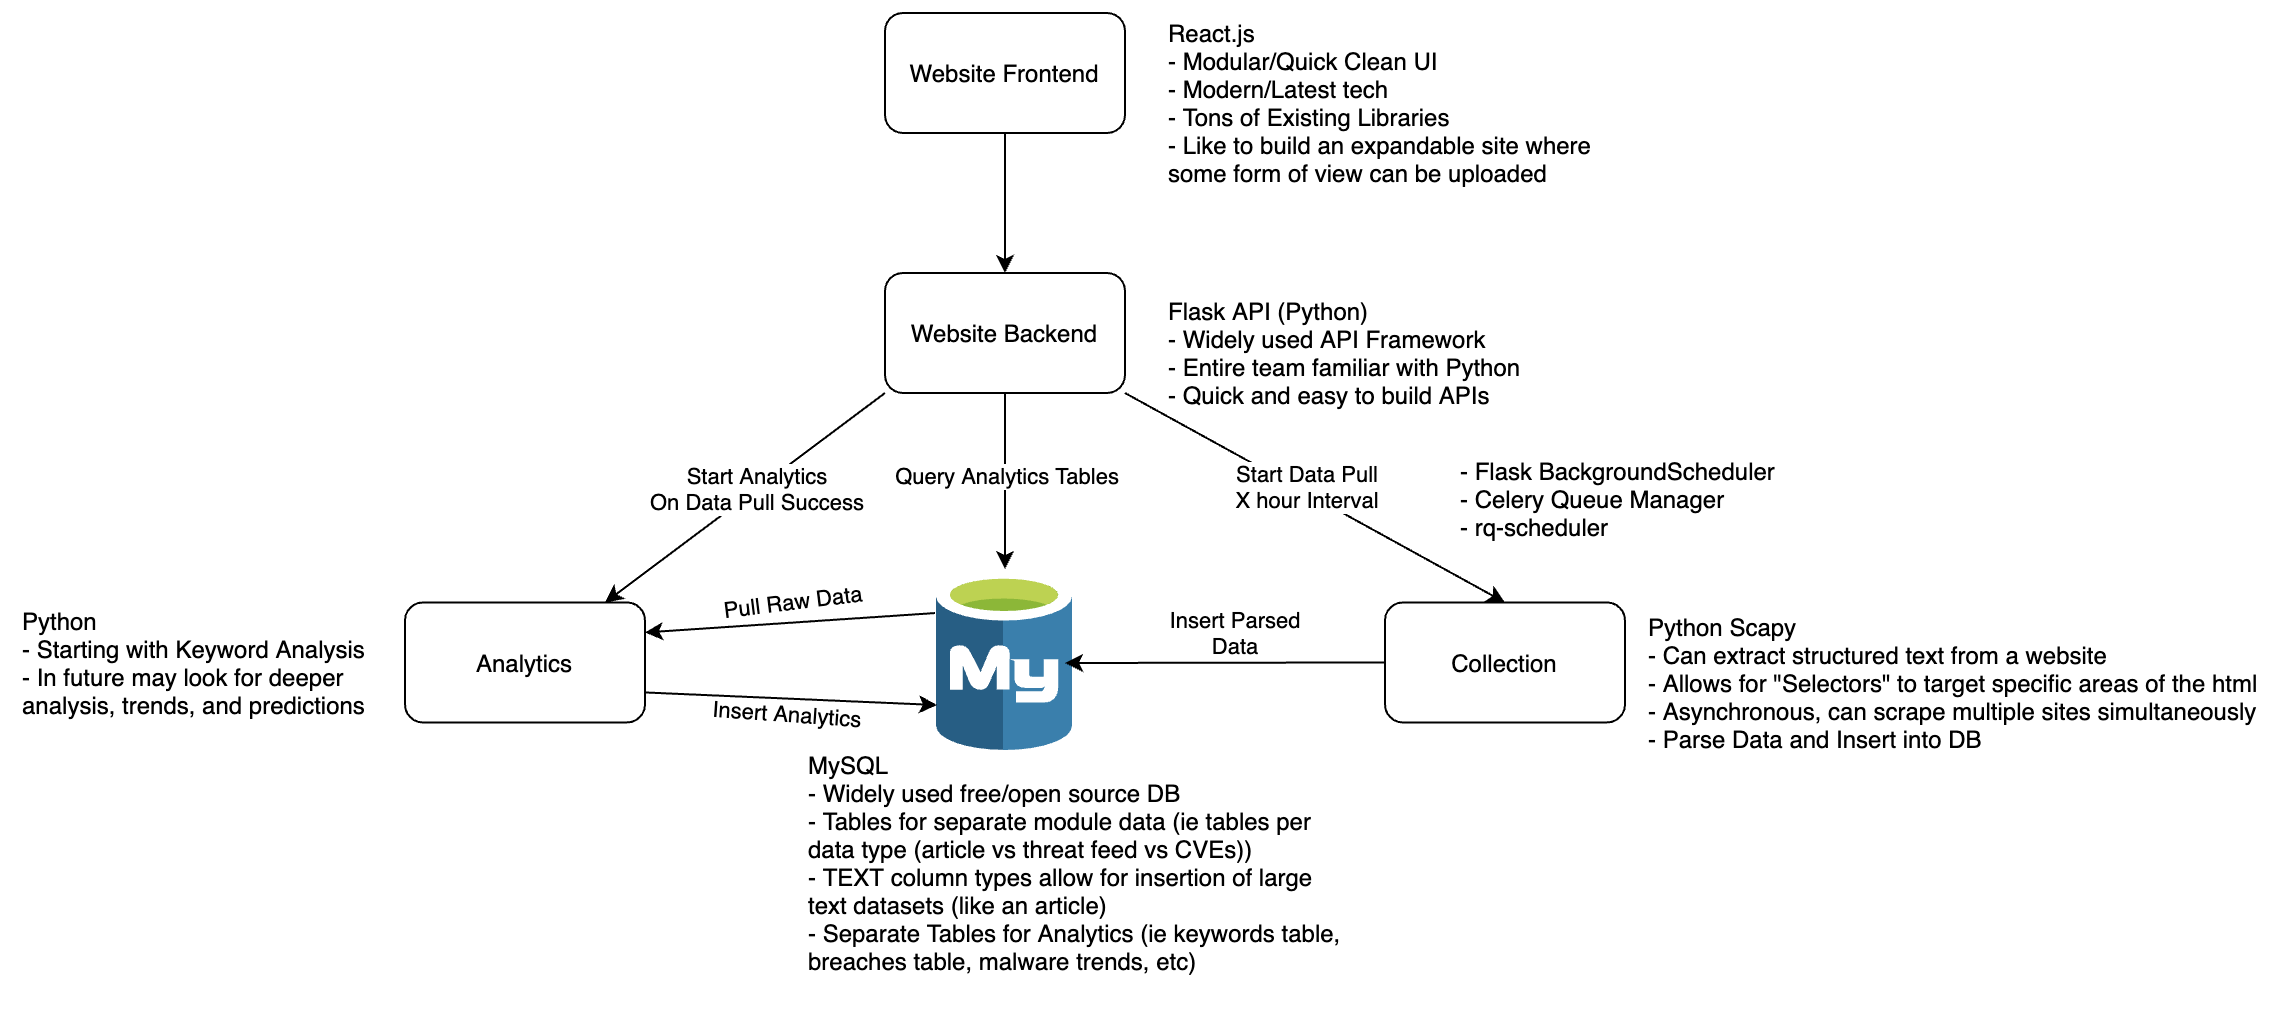 Website Frontend
React.js
- Modular/Quick Clean UI
- Modern/Latest tech
- Tons of Existing Libraries
- Like to build an expandable site where
some form of view can be uploaded
Website Backend
Flask API (Python)
- Widely used API Framework
- Entire team familiar with Python
- Quick and easy to build APIs
Start Analytics
On Data Pull Success
Query Analytics Tables
Start Data Pull
X hour Interval
- Flask BackgroundScheduler
- Celery Queue Manager
- rq-scheduler
Python
- Starting with Keyword Analysis
- In future may look for deeper
analysis, trends, and predictions
Analytics
Pull Raw Data
Insert Analytics
My
Insert Parsed
Data
Collection
Python Scapy
- Can extract structured text from a website
- Allows for "Selectors" to target specific areas of the html
- Asynchronous, can scrape multiple sites simultaneously
- Parse Data and Insert into DB
MySQL
- Widely used free/open source DB
- Tables for separate module data (ie tables per
data type (article vs threat feed vs CVEs))
- TEXT column types allow for insertion of large
text datasets (like an article)
- Separate Tables for Analytics (ie keywords table,
breaches table, malware trends, etc)